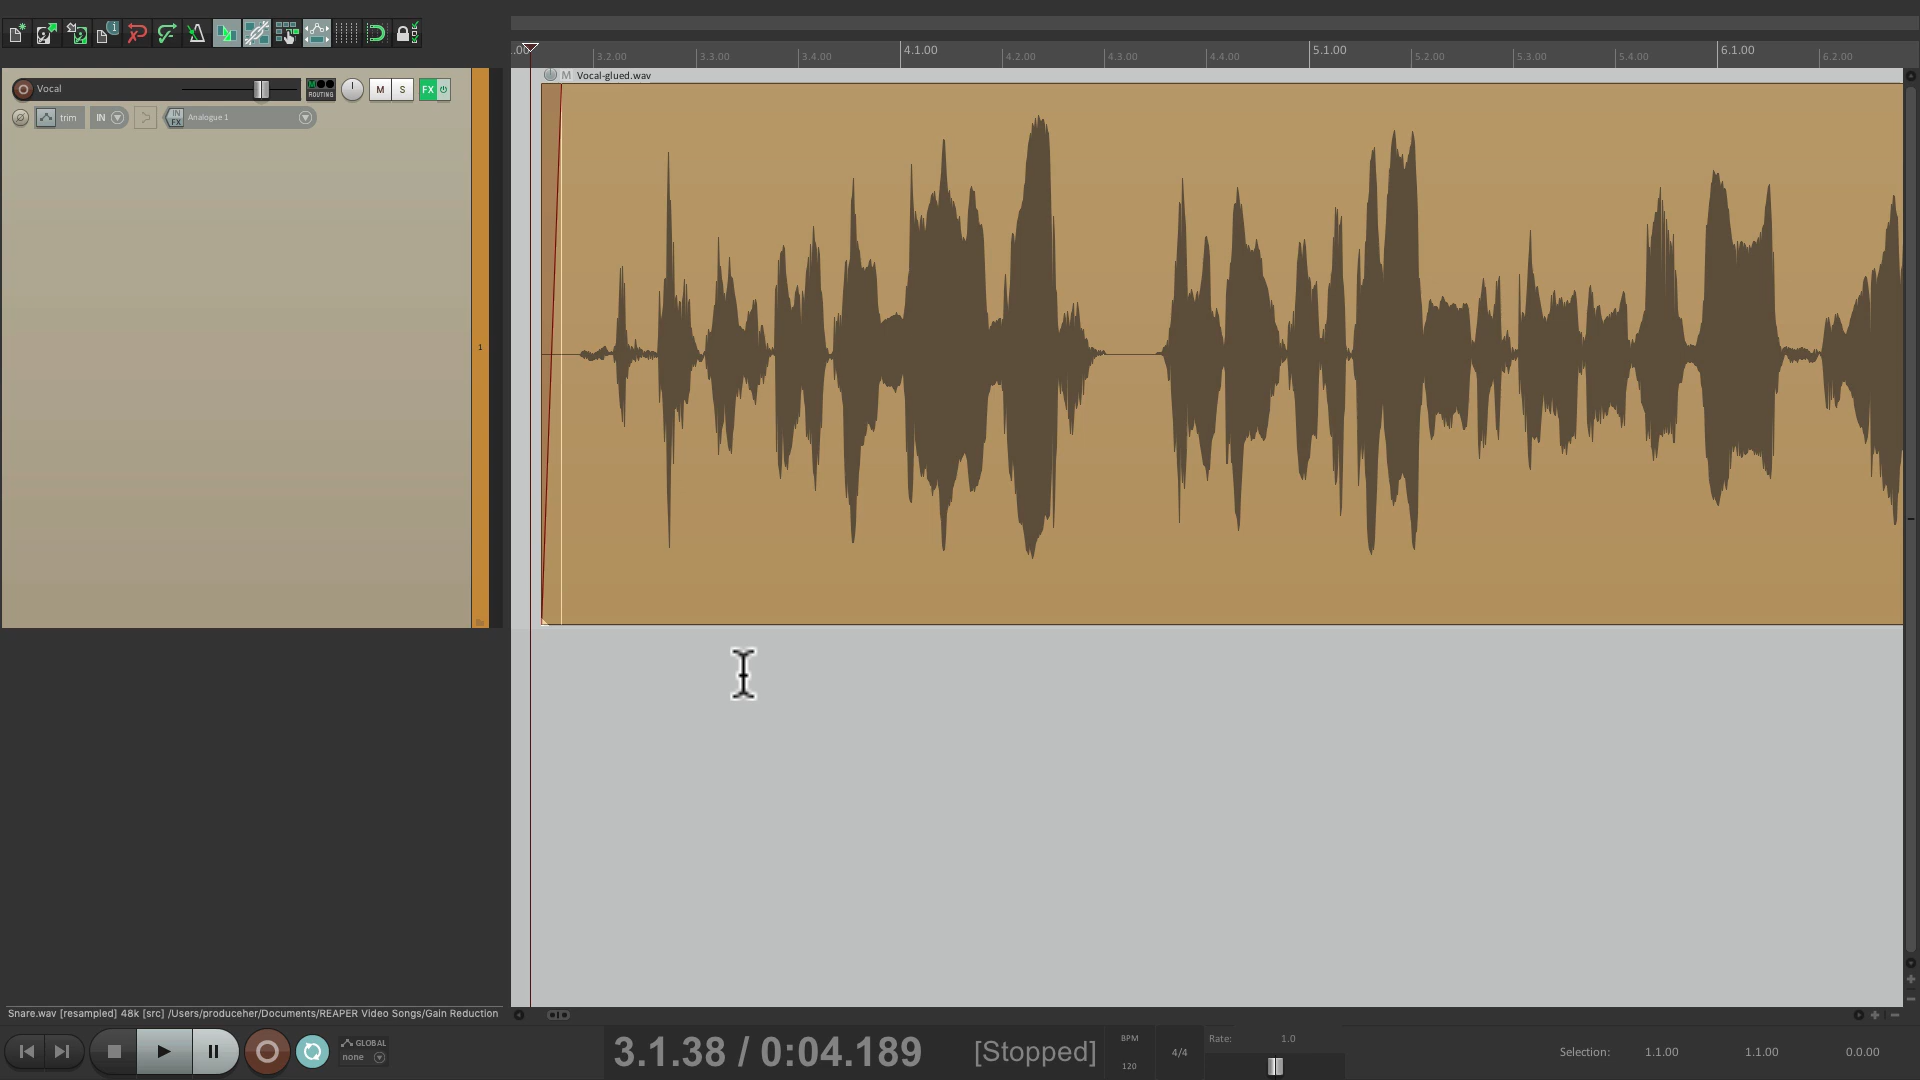 .00
4.1.00
5.1.00
6.1.00
3.2.00
3.3.00
3.4.00
4.2.00
4.3.00
4.4.00
5.2.00
5.3.00
5.4.00
6.2.00
M Vocal-glued.wav
Vocal
ROUTING
M
S
FX
trim
IN
IN FX
Analogue 1
1
Snare.wav [resampled] 48k [src] /Users/produceher/Documents/REAPER Video Songs/Gain Reduction
GLOBAL
none
3.1.38 / 0:04.189
[Stopped]
BPM
120
4/4
Rate:
1.0
Selection:
1.1.00
1.1.00
0.0.00